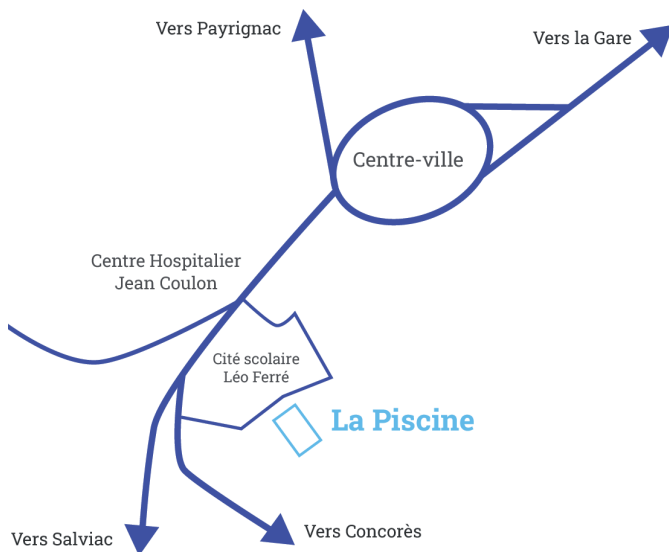 Vers Payrignac
Vers la Gare
Centre-ville
Centre Hospitalier
Jean Coulon
Cité scolaire
Léo Ferré
La Piscine
Vers Concorès
Vers Salviac